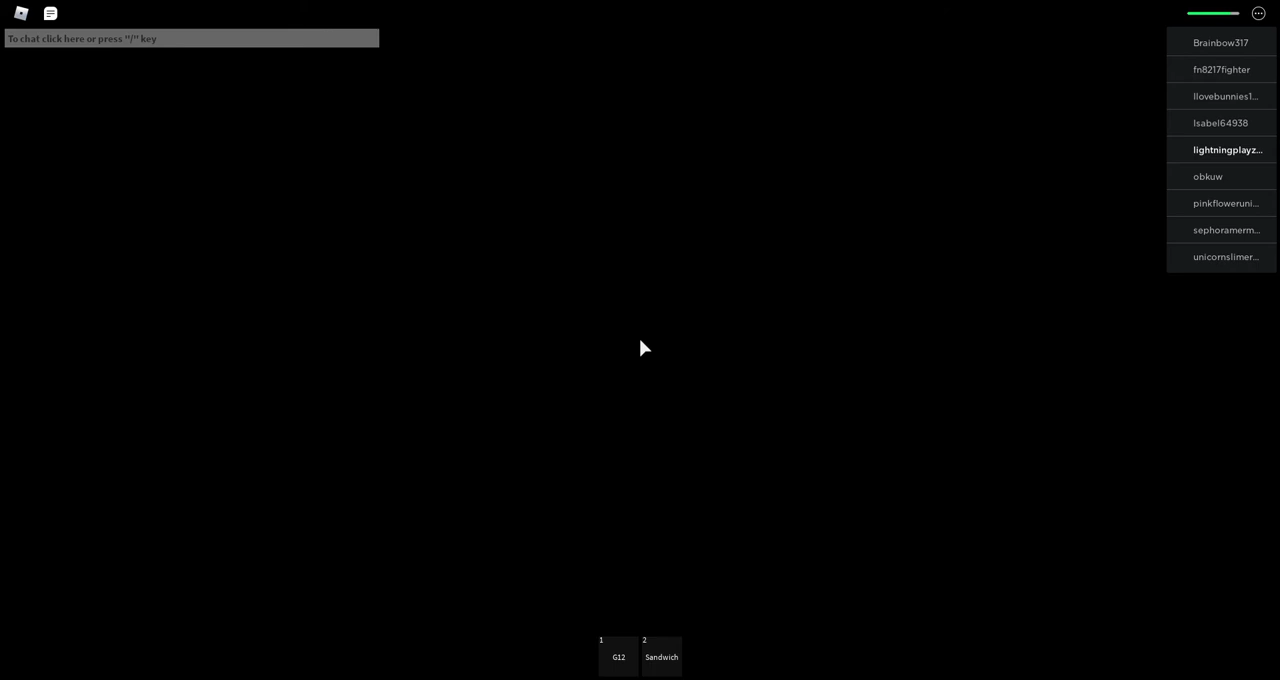 To chat click here or press "/" key
Brainbow317
fn8217fighter
Ilovebunnies1...
Isabel64938
lightningplayz...
obkuw
pinkfloweruni...
sephoramerm...
unicornslimer...
1
2
G12
Sandwich